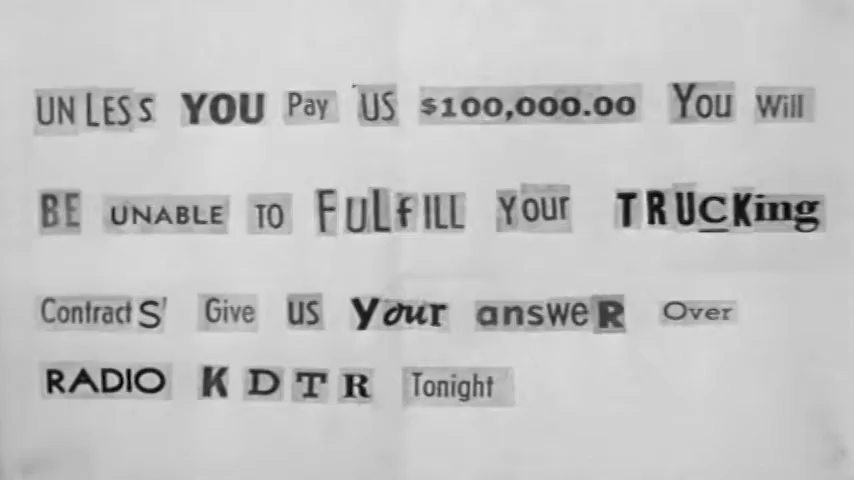 UNLESS YOU Pay US $100,000.00 You Will
BE UNABLE TO FULfILL Your TRUCKing
ContractS' Give us your answeR Over
RADIO KDTR Tonight